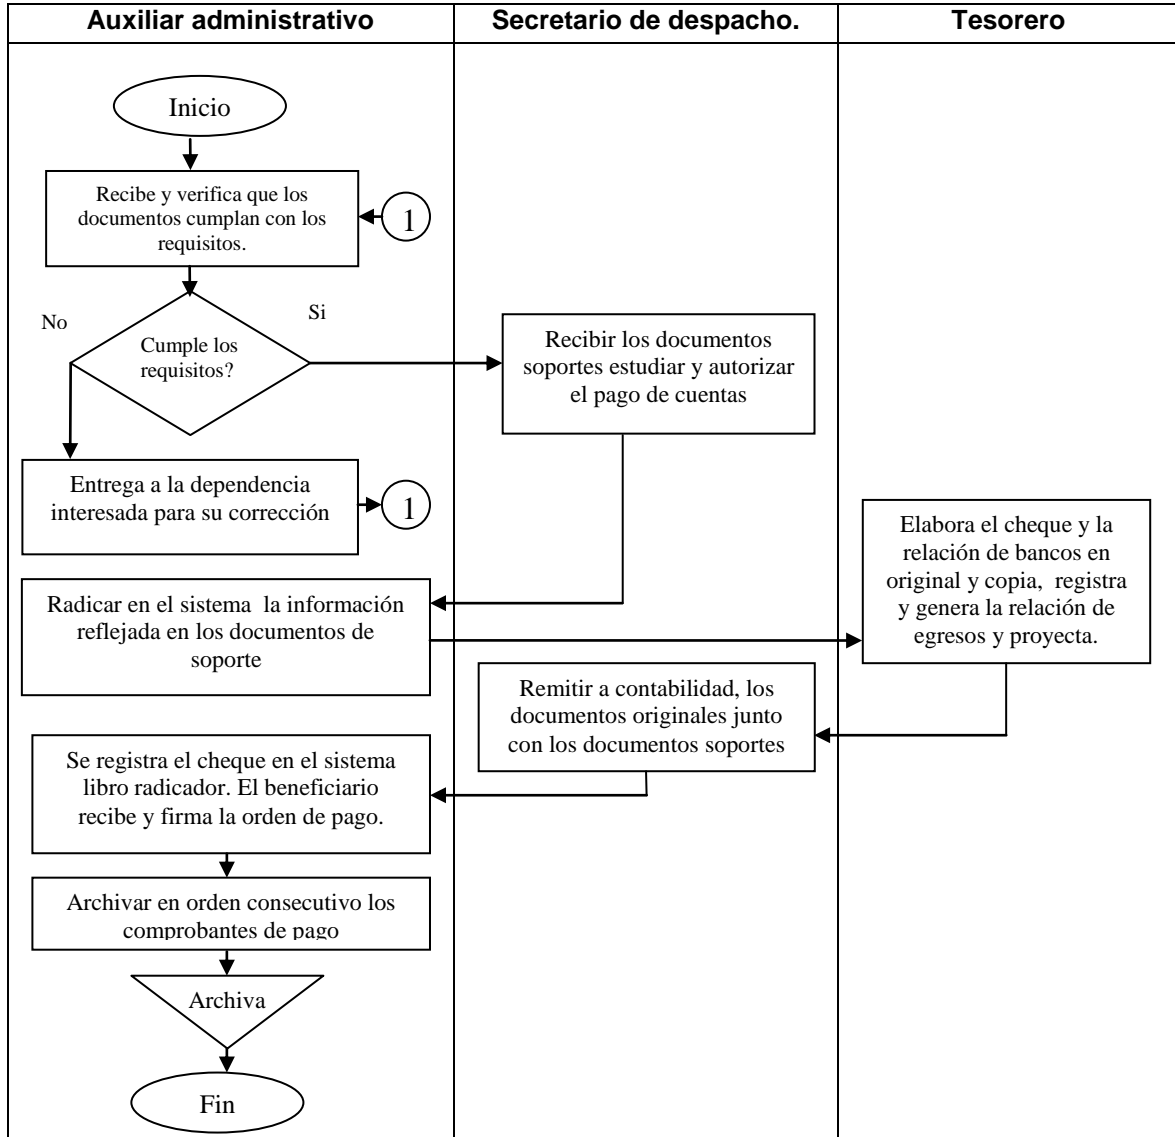 Auxiliar administrativo
Secretario de despacho.
Tesorero
Inicio
Recibe y verifica que los
documentos cumplan con los
requisitos.
1
No
Si
Cumple los
requisitos?
Recibir los documentos
soportes estudiar y autorizar
el pago de cuentas
Entrega a la dependencia
interesada para su corrección
1
Elabora el cheque y la
relación de bancos en
original y copia, registra
y genera la relación de
egresos y proyecta.
Radicar en el sistema la información
reflejada en los documentos de
soporte
Remitir a contabilidad, los
documentos originales junto
con los documentos soportes
Se registra el cheque en el sistema
libro radicador. El beneficiario
recibe y firma la orden de pago.
Archivar en orden consecutivo los
comprobantes de pago
Archiva
Fin